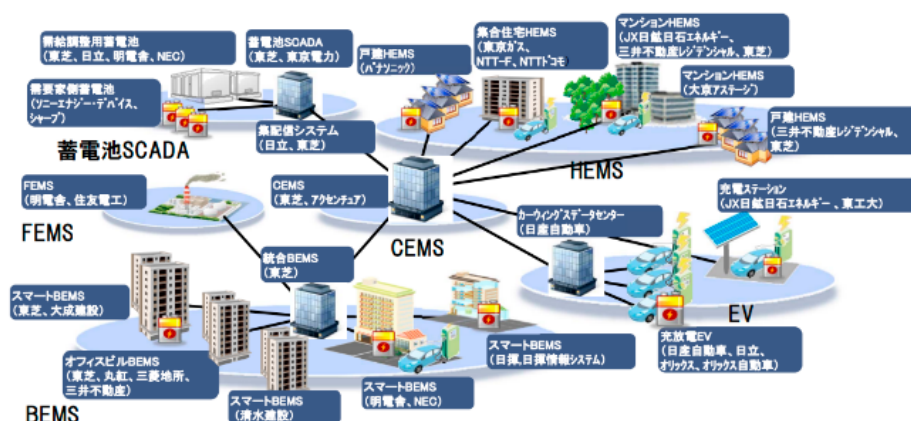 需給調整用蓄電池
(東芝、日立、明電舎、NEC)
蓄電池SCADA
(東芝、東京電力)
需要家側蓄電池
(ソニーエナジー・デバイス、
シャープ)
集配信システム
(日立、東芝)
蓄電池SCADA
戸建HEMS
(パナソニック)
集合住宅HEMS
(東京ガス、
NTT-F、NTTドコモ)
マンションHEMS
(JX日鉱日石エネルギー、
三井不動産レジデンシャル、東芝)
マンションHEMS
(大京アステージ)
戸建HEMS
(三井不動産レジデンシャル、
東芝)
HEMS
FEMS
(明電舎、住友電工)
FEMS
CEMS
(東芝、アクセンチュア)
CEMS
カーウィングスデータセンター
(日産自動車)
充電ステーション
(JX日鉱日石エネルギー、東工大)
EV
充放電EV
(日産自動車、日立、
オリックス、オリックス自動車)
統合BEMS
(東芝)
スマートBEMS
(東芝、大成建設)
オフィスビルBEMS
(東芝、丸紅、三菱地所、
三井不動産)
スマートBEMS
(清水建設)
スマートBEMS
(明電舎、NEC)
スマートBEMS
(日揮、日揮情報システム)
BEMS